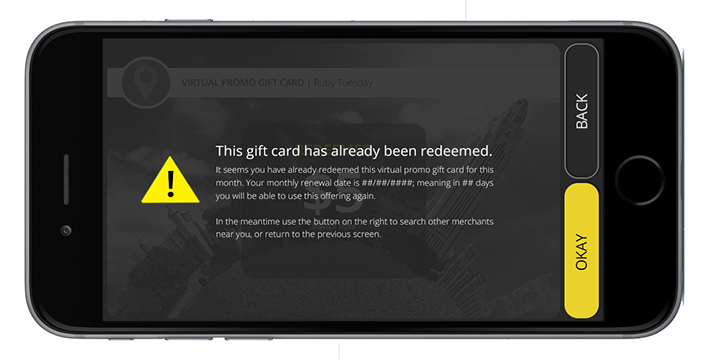 VIRTUAL PROMO GIFT CARD | Ruby Tuesday
This gift card has already been redeemed.
It seems you have already redeemed this virtual promo gift card for this
month. Your monthly renewal date is ##/##/####; meaning in ## days
you will be able to use this offering again.
In the meantime use the button on the right to search other merchants
near you, or return to the previous screen.
$5
BACK
OKAY